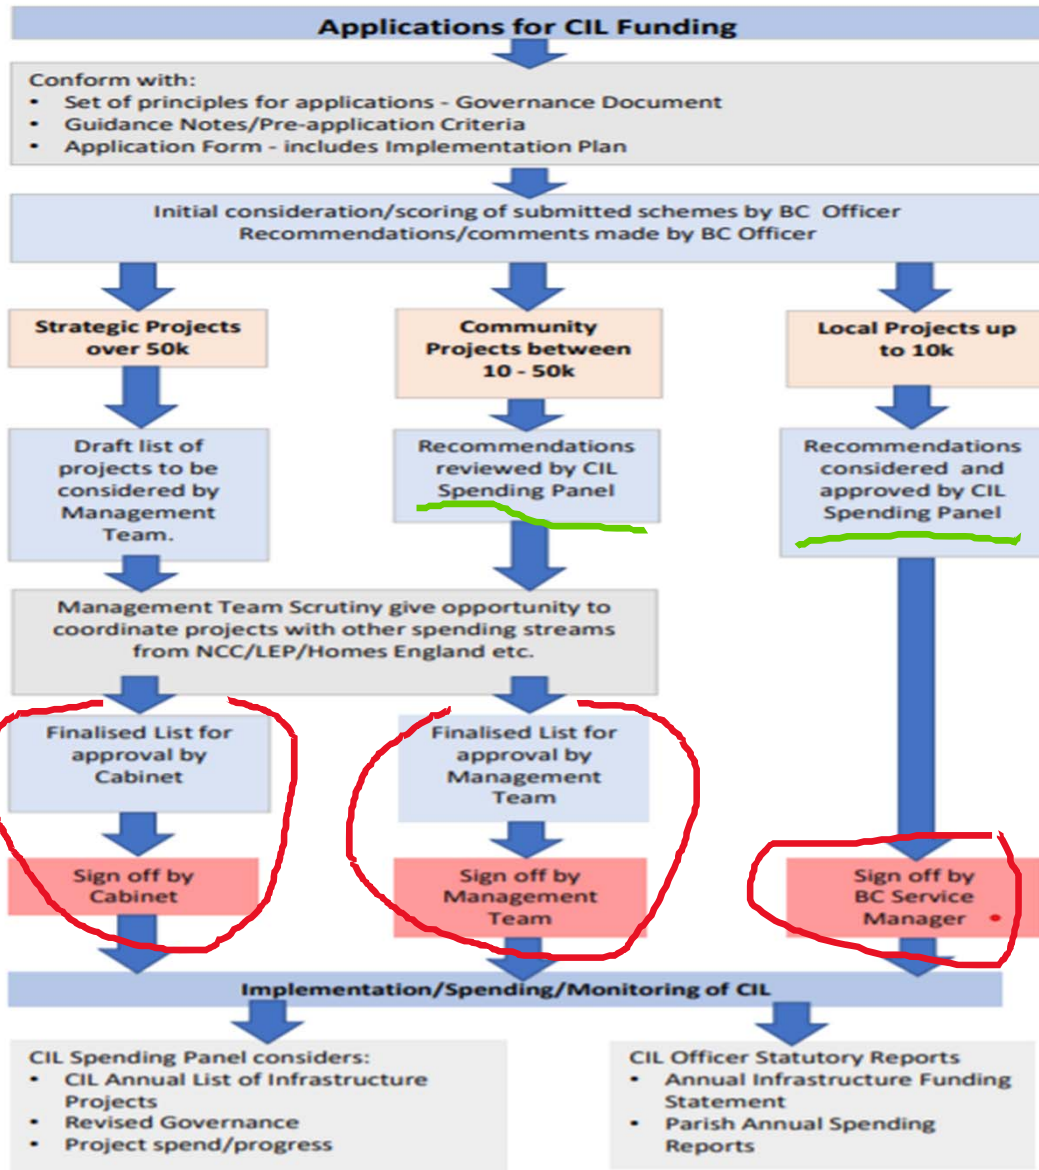 Applications for CIL Funding
Conform with:
• Set of principles for applications - Governance Document
• Guidance Notes/Pre-application Criteria
• Application Form - includes Implementation Plan
Initial consideration/scoring of submitted schemes by BC Officer
Recommendations/comments made by BC Officer
Strategic Projects
over 50k
Community
Projects between
10 - 50k
Local Projects up
to 10k
Draft list of
projects to be
considered by
Management
Team.
Recommendations
reviewed by CIL
Spending Panel
Recommendations
considered and
approved by CIL
Spending Panel
Management Team Scrutiny give opportunity to
coordinate projects with other spending streams
from NCC/LEP/Homes England etc.
Finalised List for
approval by
Cabinet
Finalised List for
approval by
Management
Team
Sign off by
Cabinet
Sign off by
Management
Team
Sign off by
BC Service
Manager
Implementation/Spending/Monitoring of CIL
CIL Spending Panel considers:
• CIL Annual List of Infrastructure
Projects
• Revised Governance
• Project spend/progress
CIL Officer Statutory Reports
• Annual Infrastructure Funding
Statement
• Parish Annual Spending
Reports